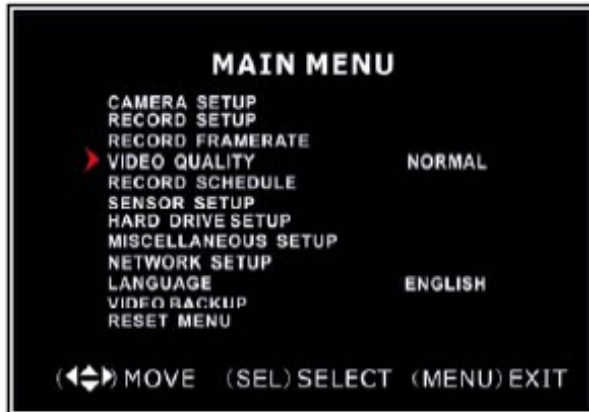 MAIN MENU
CAMERA SETUP
RECORD SETUP
RECORD FRAMERATE
VIDEO QUALITY NORMAL
RECORD SCHEDULE
SENSOR SETUP
HARD DRIVE SETUP
MISCELLANEOUS SETUP
NETWORK SETUP
LANGUAGE ENGLISH
VIDEO BACKUP
RESET MENU
() MOVE (SEL) SELECT (MENU) EXIT